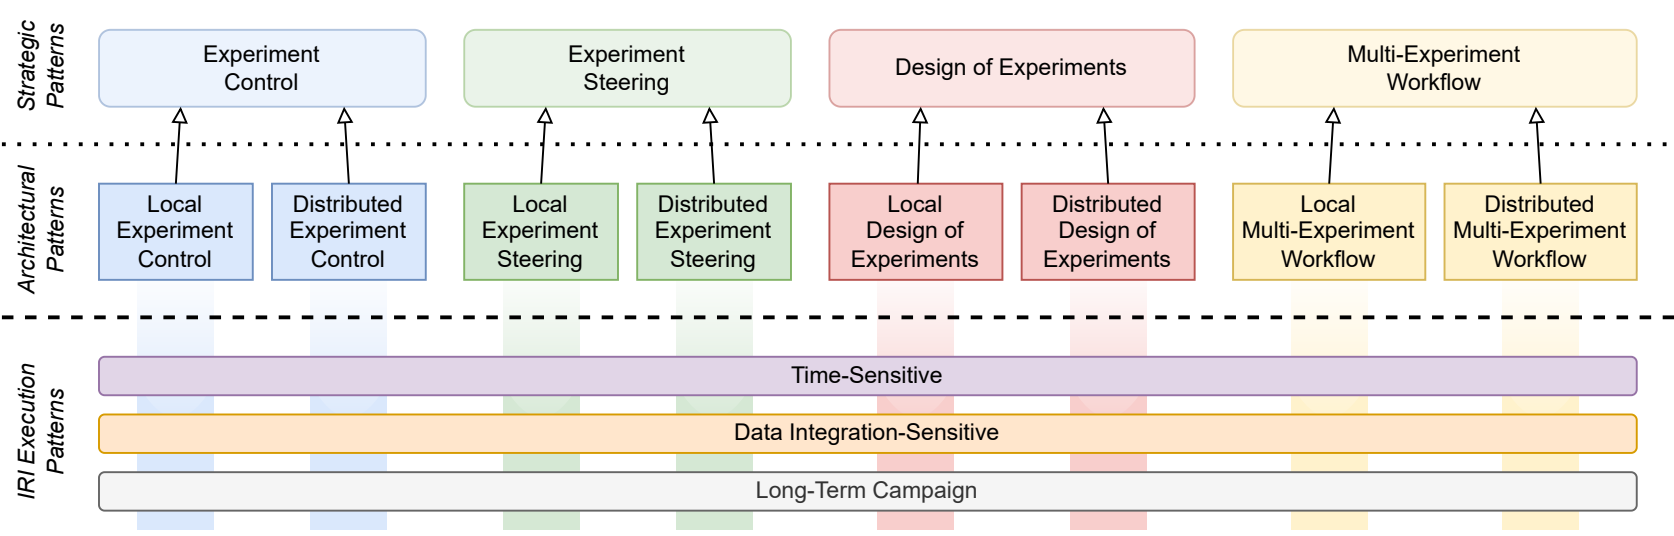 Strategic
Patterns
Experiment
Control
Experiment
Steering
Design of Experiments
Multi-Experiment
Workflow
Architectural
Patterns
Local
Experiment
Control
Distributed
Experiment
Control
Local
Experiment
Steering
Distributed
Experiment
Steering
Local
Design of
Experiments
Distributed
Design of
Experiments
Local
Multi-Experiment
Workflow
Distributed
Multi-Experiment
Workflow
IRI Execution
Patterns
Time-Sensitive
Data Integration-Sensitive
Long-Term Campaign